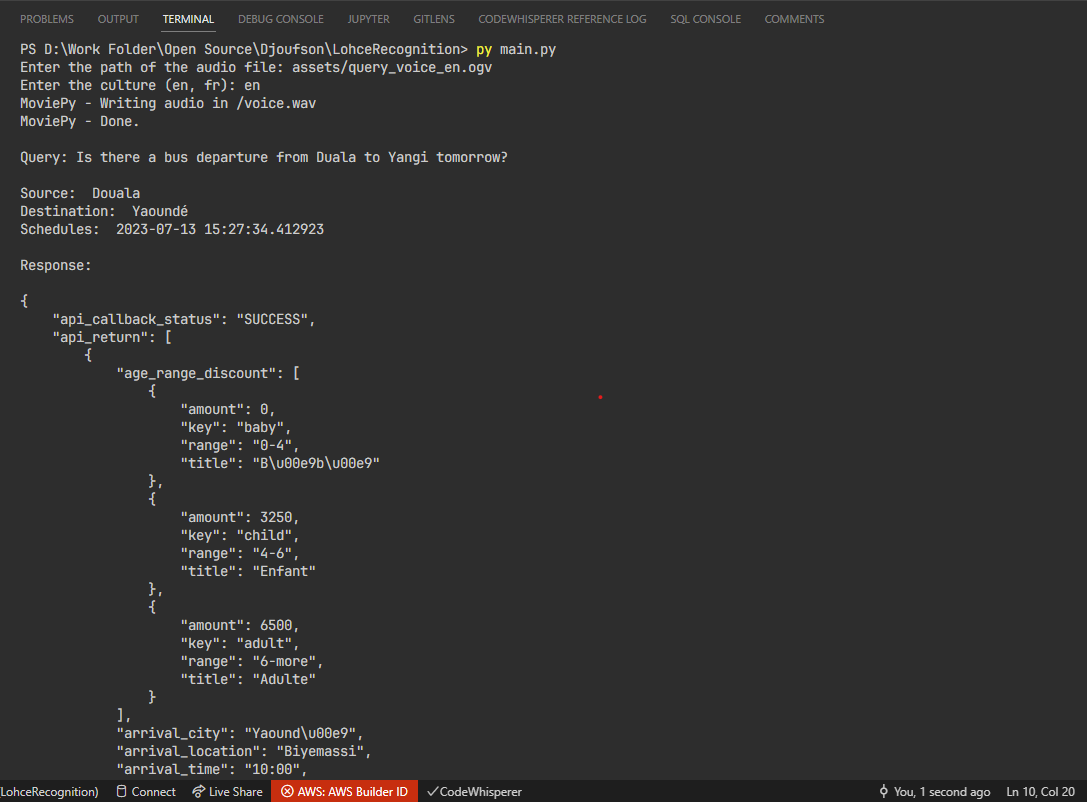 PROBLEMS OUTPUT TERMINAL DEBUG CONSOLE JUPYTER GITLENS CODEWHISPERER REFERENCE LOG SQL CONSOLE COMMENTS
PS D:\Work Folder\Open Source\Djoufson\LohceRecognition> py main.py
Enter the path of the audio file: assets/query_voice_en.ogv
Enter the culture (en, fr): en
MoviePy - Writing audio in /voice.wav
MoviePy - Done.
Query: Is there a bus departure from Duala to Yangi tomorrow?
Source:  Douala
Destination:  Yaoundé
Schedules:  2023-07-13 15:27:34.412923
Response:
{
    "api_callback_status": "SUCCESS",
    "api_return": [
        {
            "age_range_discount": [
                {
                    "amount": 0,
                    "key": "baby",
                    "range": "0-4",
                    "title": "B\u00e9b\u00e9"
                },
                {
                    "amount": 3250,
                    "key": "child",
                    "range": "4-6",
                    "title": "Enfant"
                },
                {
                    "amount": 6500,
                    "key": "adult",
                    "range": "6-more",
                    "title": "Adulte"
                }
            ],
            "arrival_city": "Yaound\u00e9",
            "arrival_location": "Biyemassi",
            "arrival_time": "10:00",
LohceRecognition) Connect Live Share AWS: AWS Builder ID CodeWhisperer You, 1 second ago Ln 10, Col 20